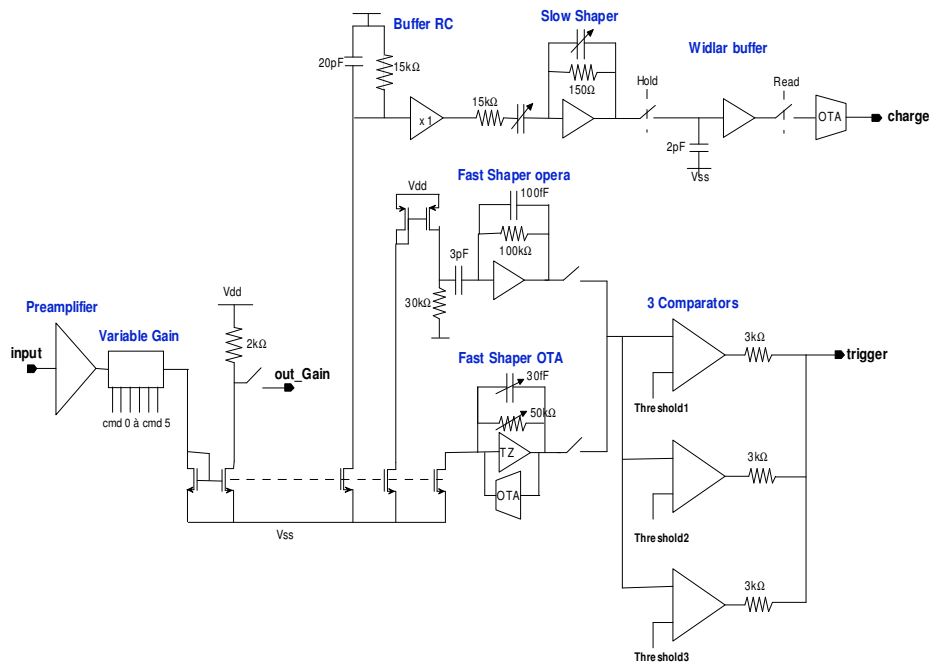 Slow Shaper
Buffer RC
Widlar buffer
20pF
15kΩ
150Ω
Hold
Read
15kΩ
x 1
OTA
charge
2pF
Vss
Fast Shaper opera
Vdd
100fF
100kΩ
3pF
30kΩ
Vdd
Preamplifier
Variable Gain
2kΩ
input
out_Gain
cmd 0 à cmd 5
3 Comparators
3kΩ
trigger
Fast Shaper OTA
30fF
50kΩ
Threshold1
TZ
OTA
3kΩ
Vss
Threshold2
3kΩ
Threshold3